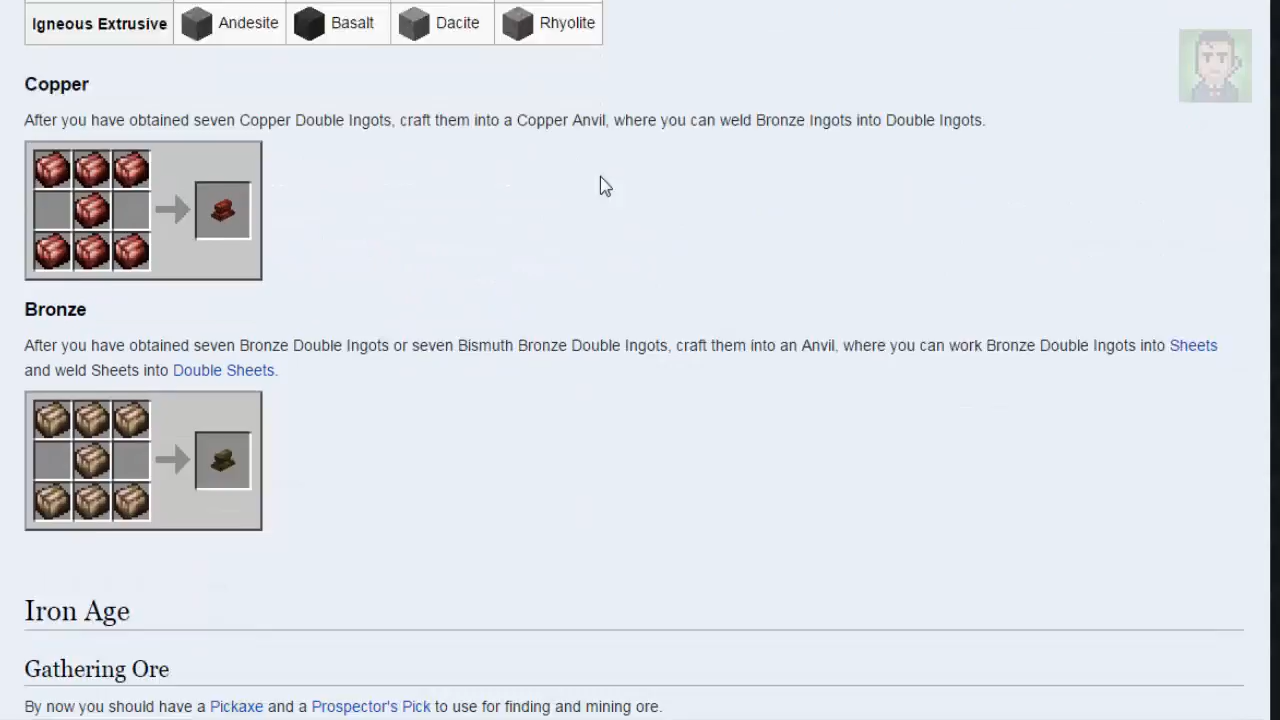 Igneous Extrusive Andesite Basalt Dacite Rhyolite
Copper
After you have obtained seven Copper Double Ingots, craft them into a Copper Anvil, where you can weld Bronze Ingots into Double Ingots.
Bronze
After you have obtained seven Bronze Double Ingots or seven Bismuth Bronze Double Ingots, craft them into an Anvil, where you can work Bronze Double Ingots into Sheets
and weld Sheets into Double Sheets.
Iron Age
Gathering Ore
By now you should have a Pickaxe and a Prospector's Pick to use for finding and mining ore.